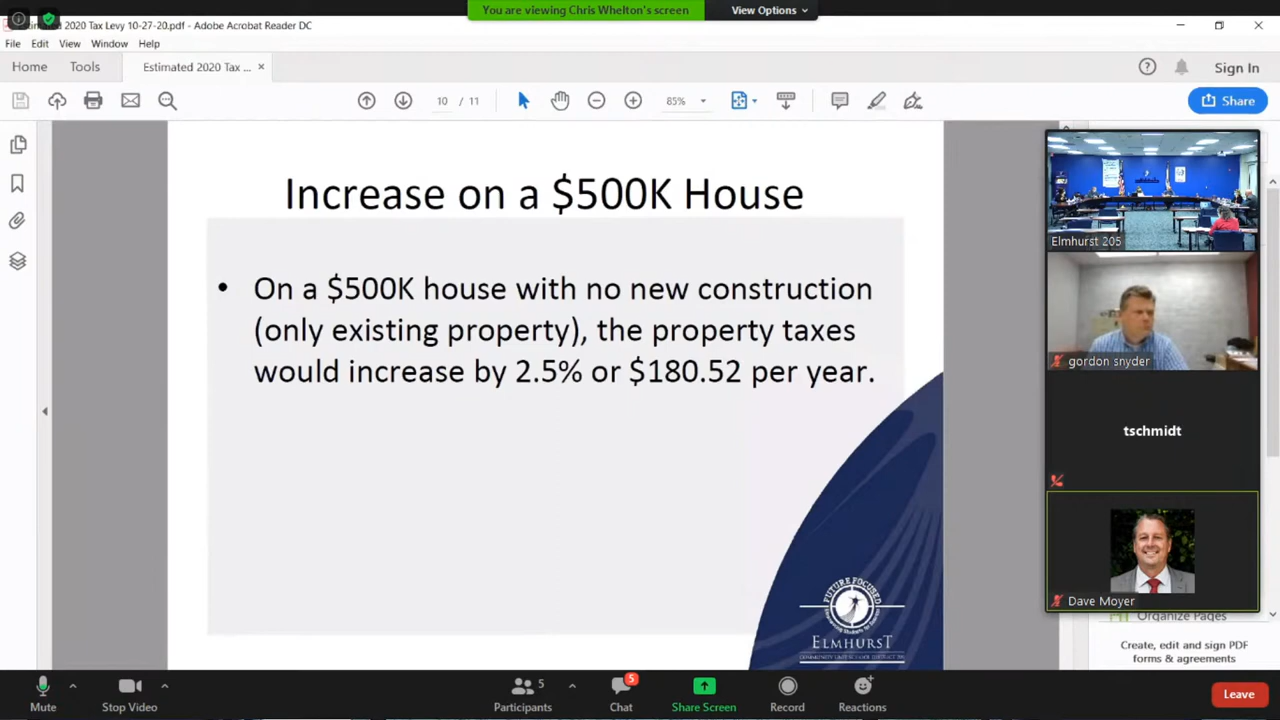 You are viewing Chris Whelton's screen
View Options
Estimated 2020 Tax Levy 10-27-20.pdf - Adobe Acrobat Reader DC
File Edit View Window Help
Home Tools Estimated 2020 Tax ... × Sign In
10 / 11 85% Share
Increase on a $500K House
• On a $500K house with no new construction
(only existing property), the property taxes
would increase by 2.5% or $180.52 per year.
FUTURE FOCUSED
ELMHURST
Elmhurst 205
gordon snyder
tschmidt
Dave Moyer
Organize Pages
Create, edit and sign PDF
forms & agreements
Mute Stop Video Participants 5 Chat 5 Share Screen Record Reactions Leave